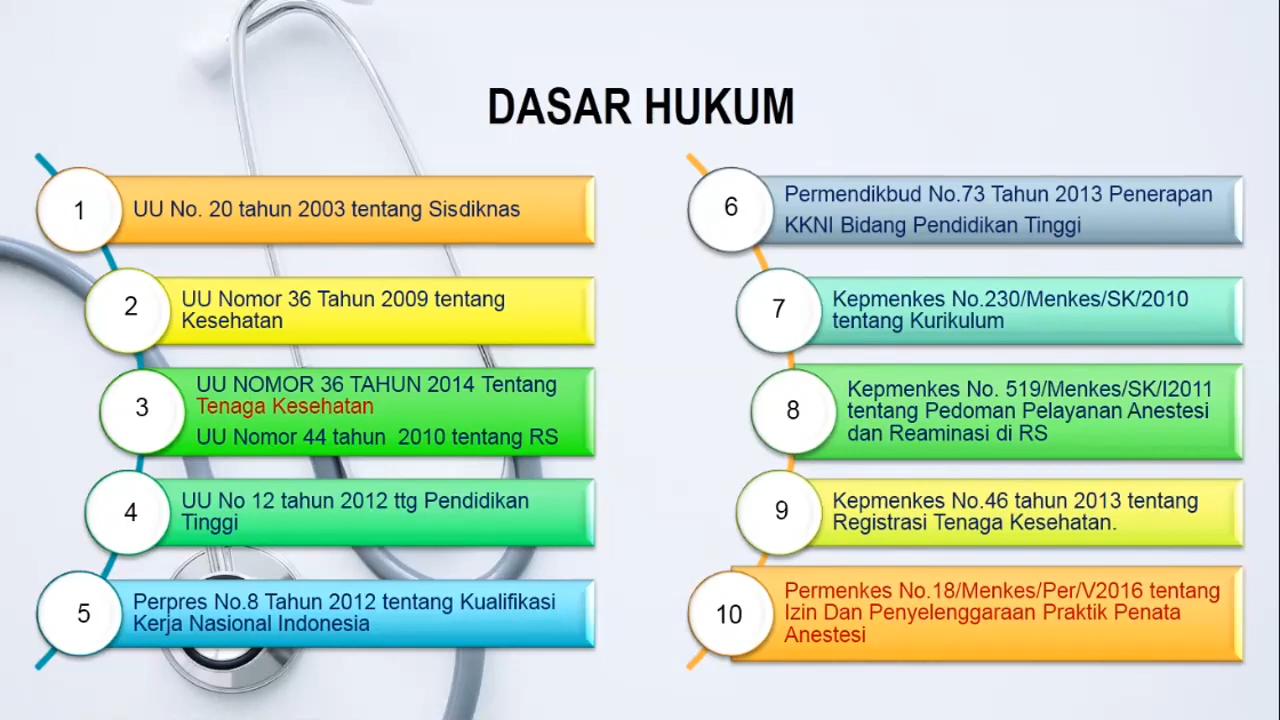 DASAR HUKUM
1
UU No. 20 tahun 2003 tentang Sisdiknas
2
UU Nomor 36 Tahun 2009 tentang
Kesehatan
3
UU NOMOR 36 TAHUN 2014 Tentang
Tenaga Kesehatan
UU Nomor 44 tahun 2010 tentang RS
4
UU No 12 tahun 2012 ttg Pendidikan
Tinggi
5
Perpres No.8 Tahun 2012 tentang Kualifikasi
Kerja Nasional Indonesia
6
Permendikbud No.73 Tahun 2013 Penerapan
KKNI Bidang Pendidikan Tinggi
7
Kepmenkes No.230/Menkes/SK/2010
tentang Kurikulum
8
Kepmenkes No. 519/Menkes/SK/I2011
tentang Pedoman Pelayanan Anestesi
dan Reaminasi di RS
9
Kepmenkes No.46 tahun 2013 tentang
Registrasi Tenaga Kesehatan.
10
Permenkes No.18/Menkes/Per/V2016 tentang
Izin Dan Penyelenggaraan Praktik Penata
Anestesi